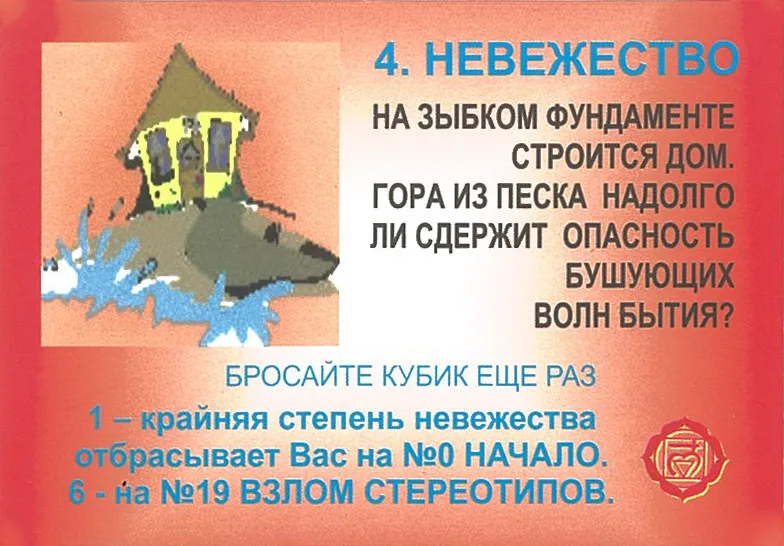 4. НЕВЕЖЕСТВО
НА ЗЫБКОМ ФУНДАМЕНТЕ
СТРОИТСЯ ДОМ.
ГОРА ИЗ ПЕСКА НАДОЛГО
ЛИ СДЕРЖИТ ОПАСНОСТЬ
БУШУЮЩИХ
ВОЛН БЫТИЯ?
БРОСАЙТЕ КУБИК ЕЩЕ РАЗ
1 – крайняя степень невежества
отбрасывает Вас на №0 НАЧАЛО.
6 - на №19 ВЗЛОМ СТЕРЕОТИПОВ.